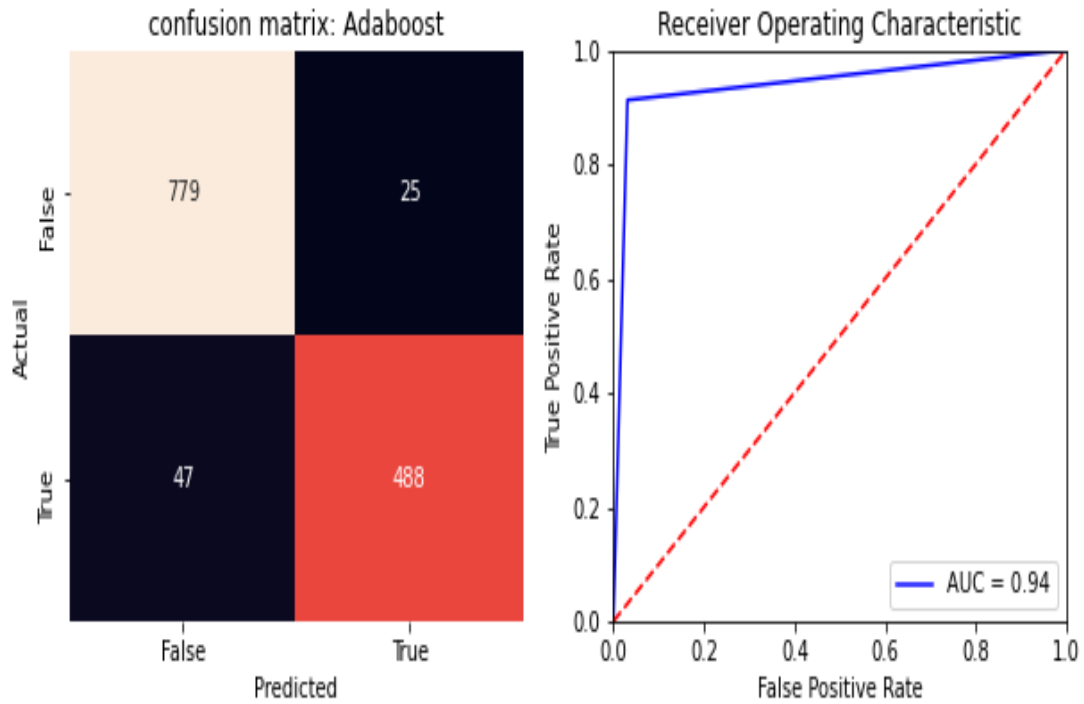 confusion matrix: Adaboost
Actual
False
True
779
25
47
488
False
True
Predicted
Receiver Operating Characteristic
True Positive Rate
1.0
0.8
0.6
0.4
0.2
0.0
AUC = 0.94
0.0
0.2
0.4
0.6
0.8
1.0
False Positive Rate